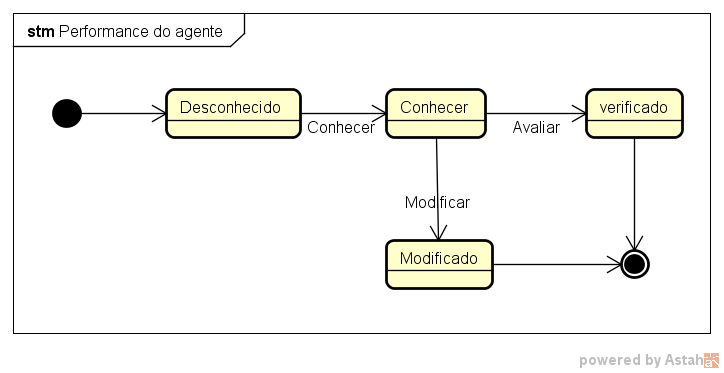 stm Performance do agente
Desconhecido
Conhecer
Conhecer
Avaliar
verificado
Modificar
Modificado
powered by Astah